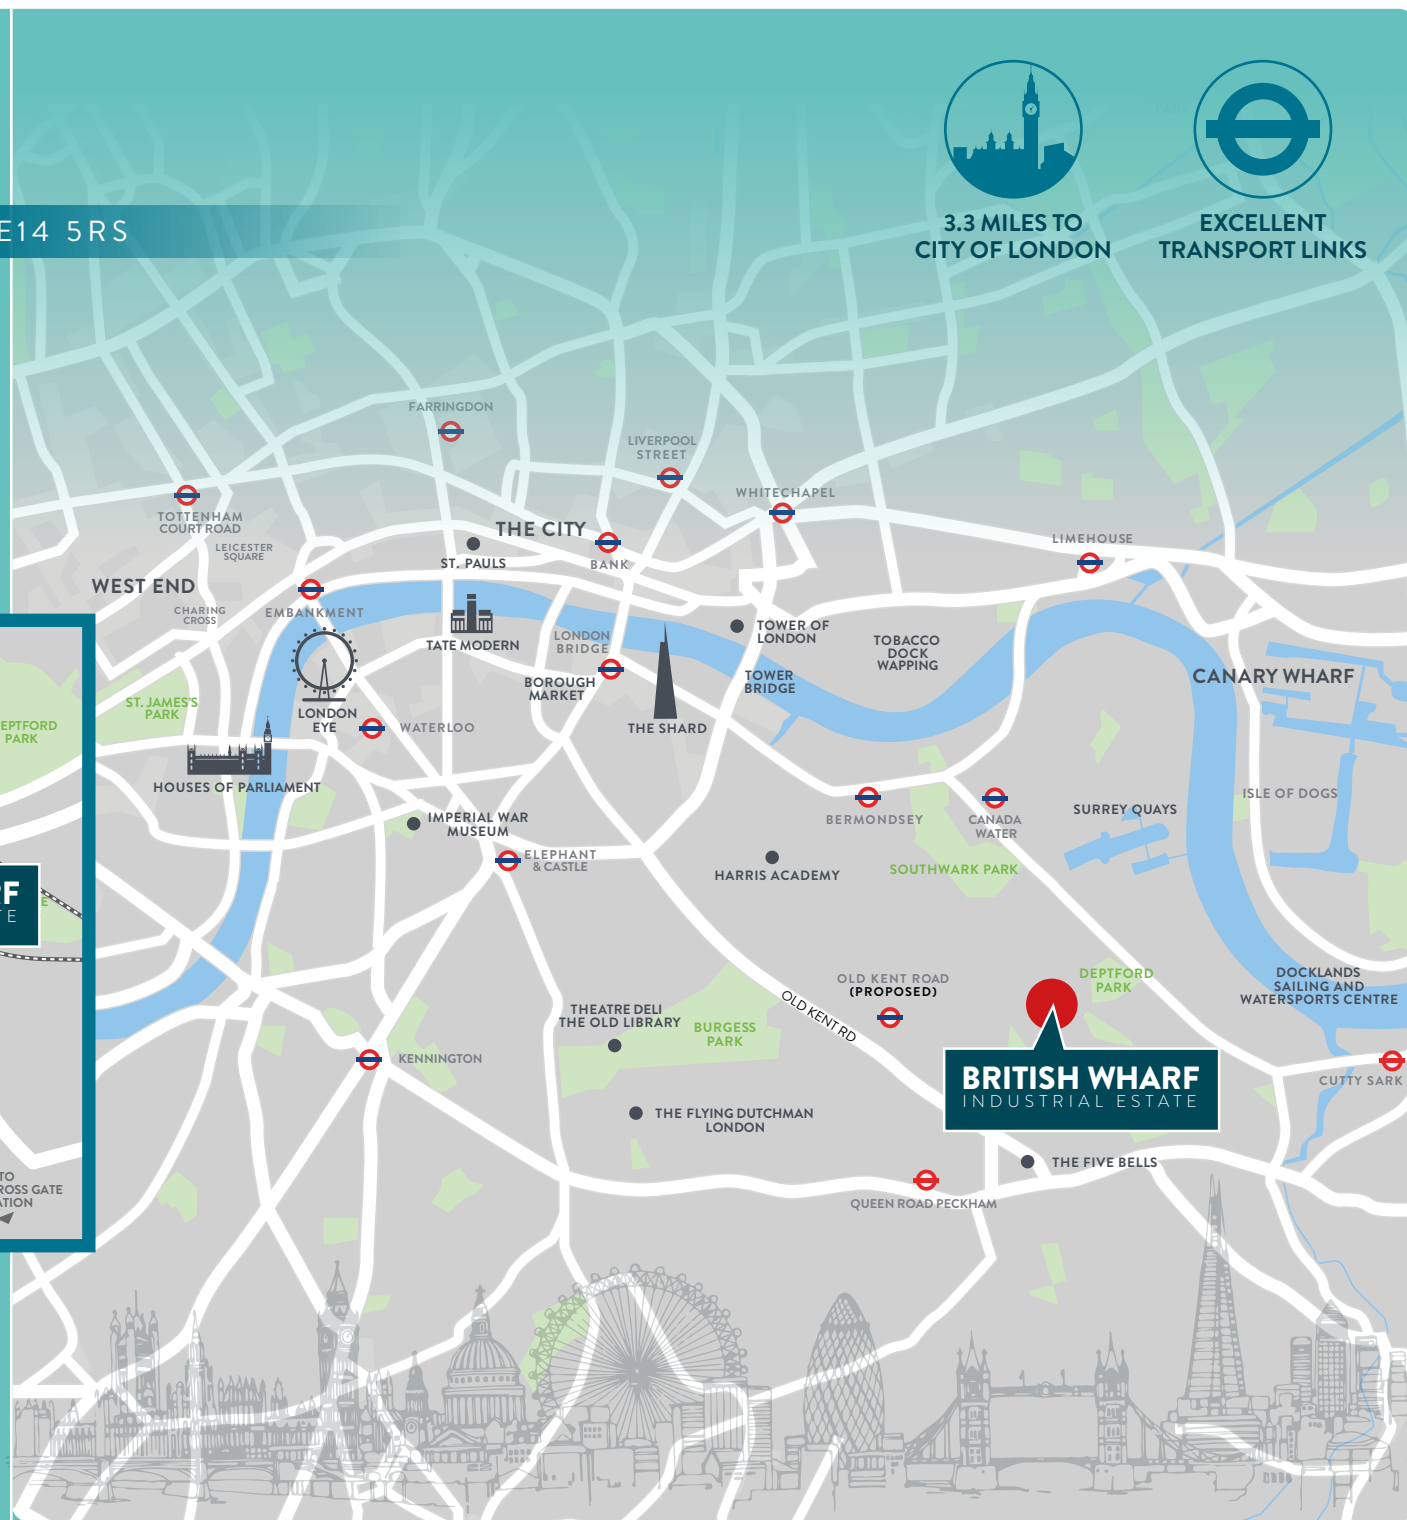 E14 5RS
3.3 MILES TO
CITY OF LONDON
EXCELLENT
TRANSPORT LINKS
FARRINGDON
LIVERPOOL
STREET
WHITECHAPEL
TOTTENHAM
COURT ROAD
LEICESTER
SQUARE
THE CITY
ST. PAULS
BANK
LIMEHOUSE
WEST END
CHARING
CROSS
EMBANKMENT
TATE MODERN
LONDON
BRIDGE
TOWER OF
LONDON
TOBACCO
DOCK
WAPPING
BOROUGH
MARKET
TOWER
BRIDGE
CANARY WHARF
ST. JAMES'S
PARK
LONDON
EYE
WATERLOO
THE SHARD
EPTFORD
PARK
HOUSES OF PARLIAMENT
ISLE OF DOGS
IMPERIAL WAR
MUSEUM
BERMONDSEY
CANADA
WATER
SURREY QUAYS
ELEPHANT
& CASTLE
HARRIS ACADEMY
SOUTHWARK PARK
RF
TE
E
OLD KENT ROAD
(PROPOSED)
DEPTFORD
PARK
DOCKLANDS
SAILING AND
WATERSPORTS CENTRE
OLD KENT RD
THEATRE DELI
THE OLD LIBRARY
BURGESS
PARK
KENNINGTON
BRITISH WHARF
INDUSTRIAL ESTATE
CUTTY SARK
THE FLYING DUTCHMAN
LONDON
THE FIVE BELLS
TO
ROSS GATE
ATION
QUEEN ROAD PECKHAM